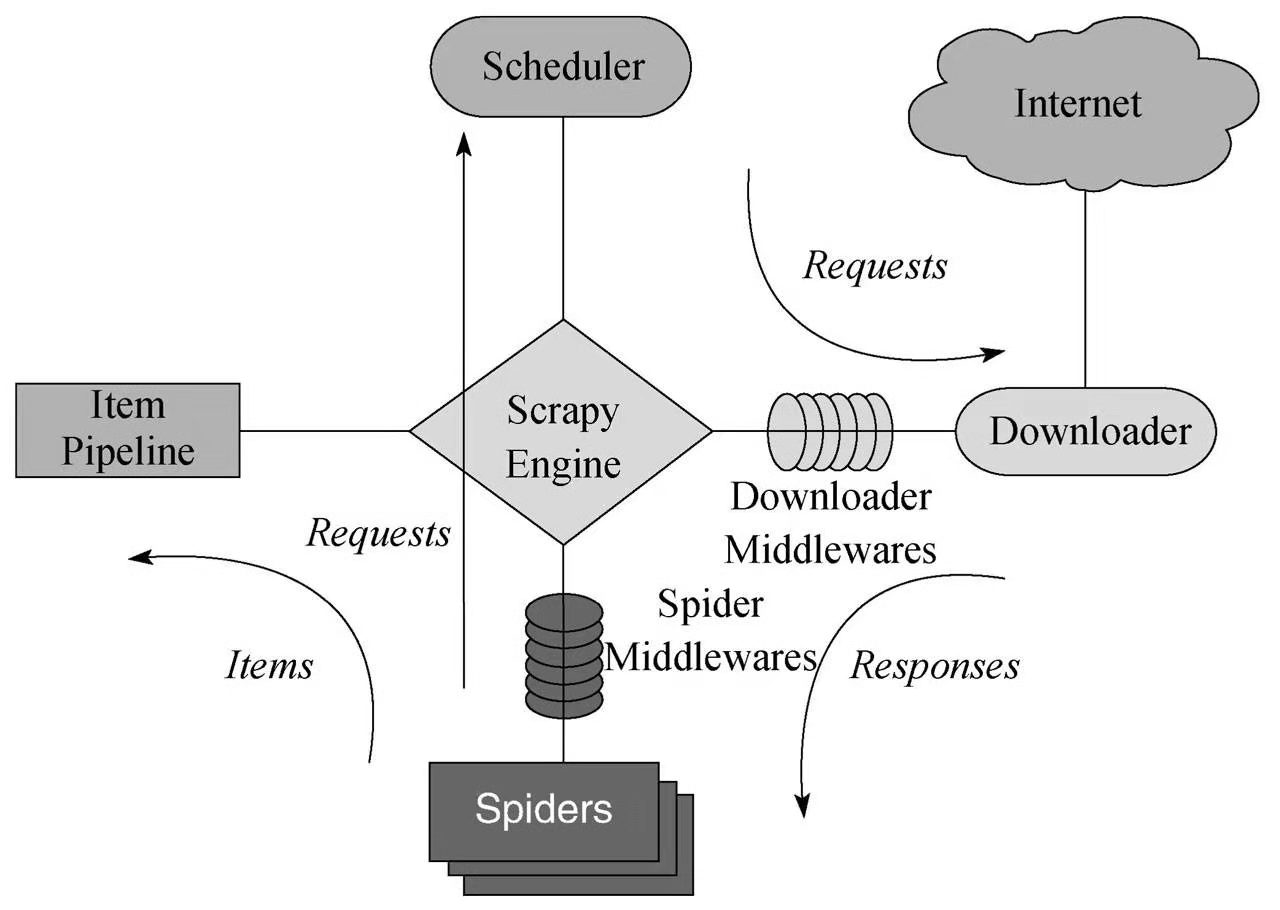 Scheduler
Internet
Requests
Item
Pipeline
Scrapy
Engine
Downloader
Downloader
Middlewares
Requests
Spider
Middlewares
Items
Responses
Spiders